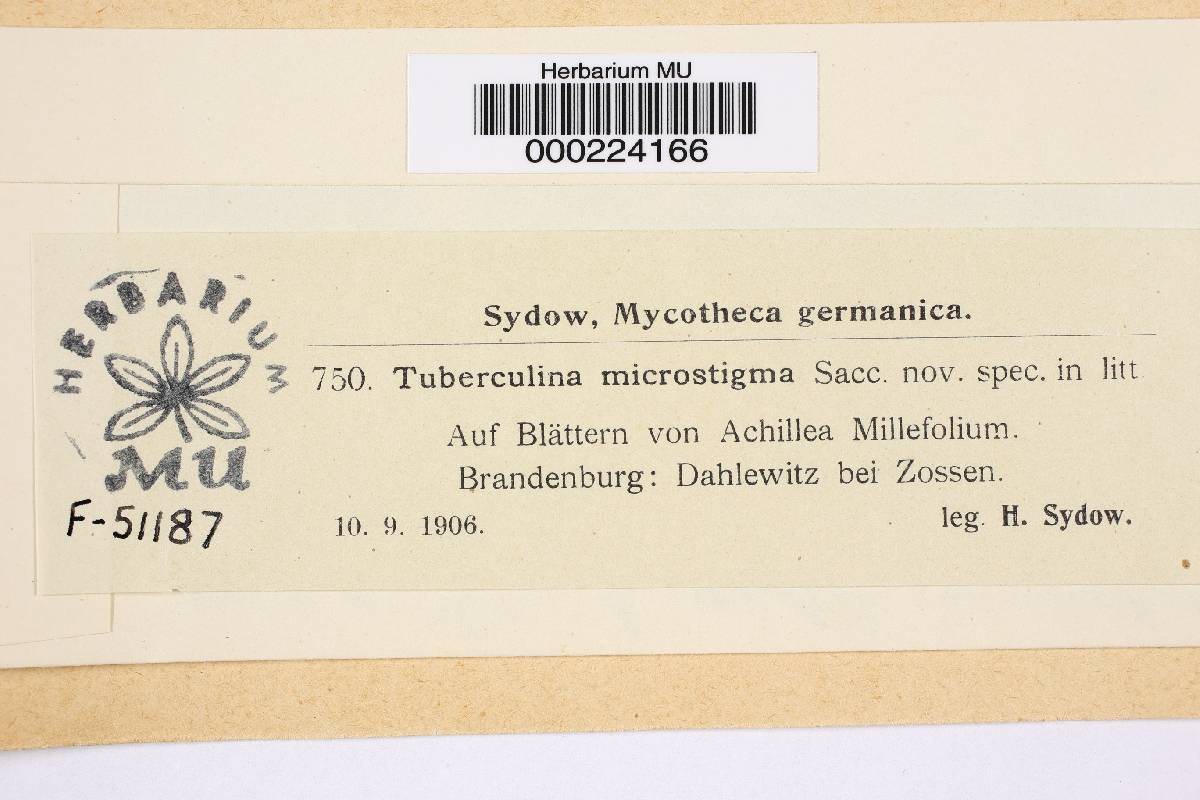 Herbarium MU
000224166
HERBARIUM
MU
F-51187
Sydow, Mycotheca germanica.
750. Tuberculina microstigma Sacc. nov. spec. in litt
Auf Blättern von Achillea Millefolium.
Brandenburg: Dahlewitz bei Zossen.
10. 9. 1906. leg. H. Sydow.